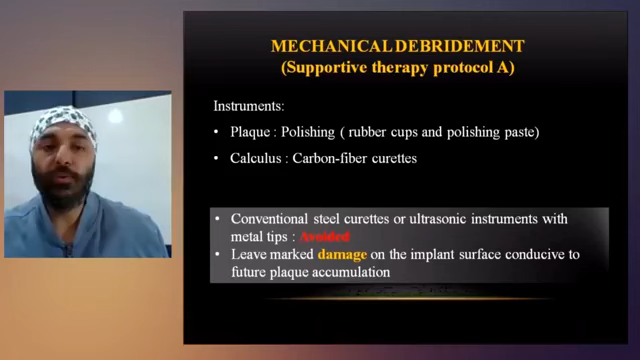 MECHANICAL DEBRIDEMENT
(Supportive therapy protocol A)
Instruments:
• Plaque : Polishing ( rubber cups and polishing paste)
• Calculus : Carbon-fiber curettes
• Conventional steel curettes or ultrasonic instruments with
metal tips : Avoided
• Leave marked damage on the implant surface conducive to
future plaque accumulation